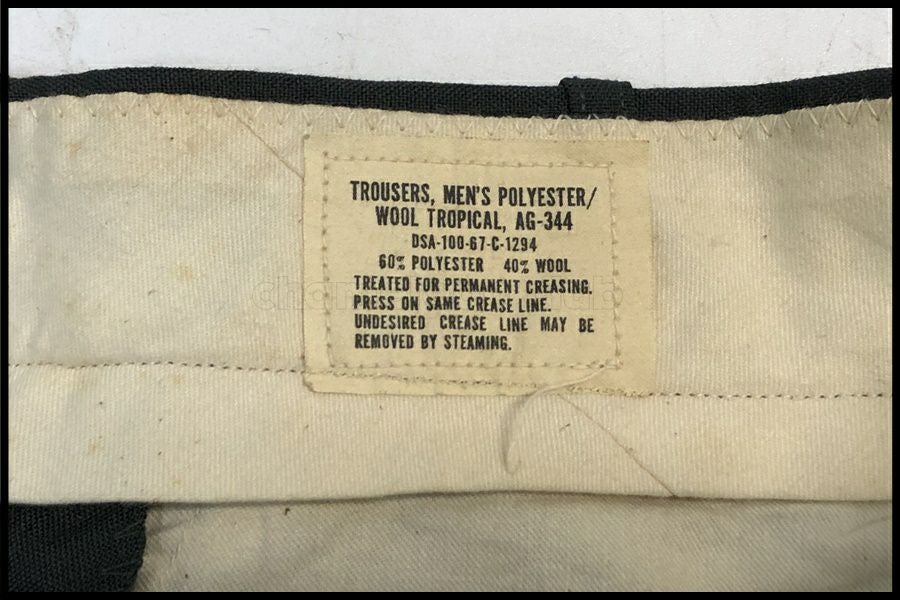 TROUSERS, MEN'S POLYESTER/
WOOL TROPICAL, AG-344
DSA-100-67-C-1294
60% POLYESTER 40% WOOL
TREATED FOR PERMANENT CREASING.
PRESS ON SAME CREASE LINE.
UNDESIRED CREASE LINE MAY BE
REMOVED BY STEAMING.